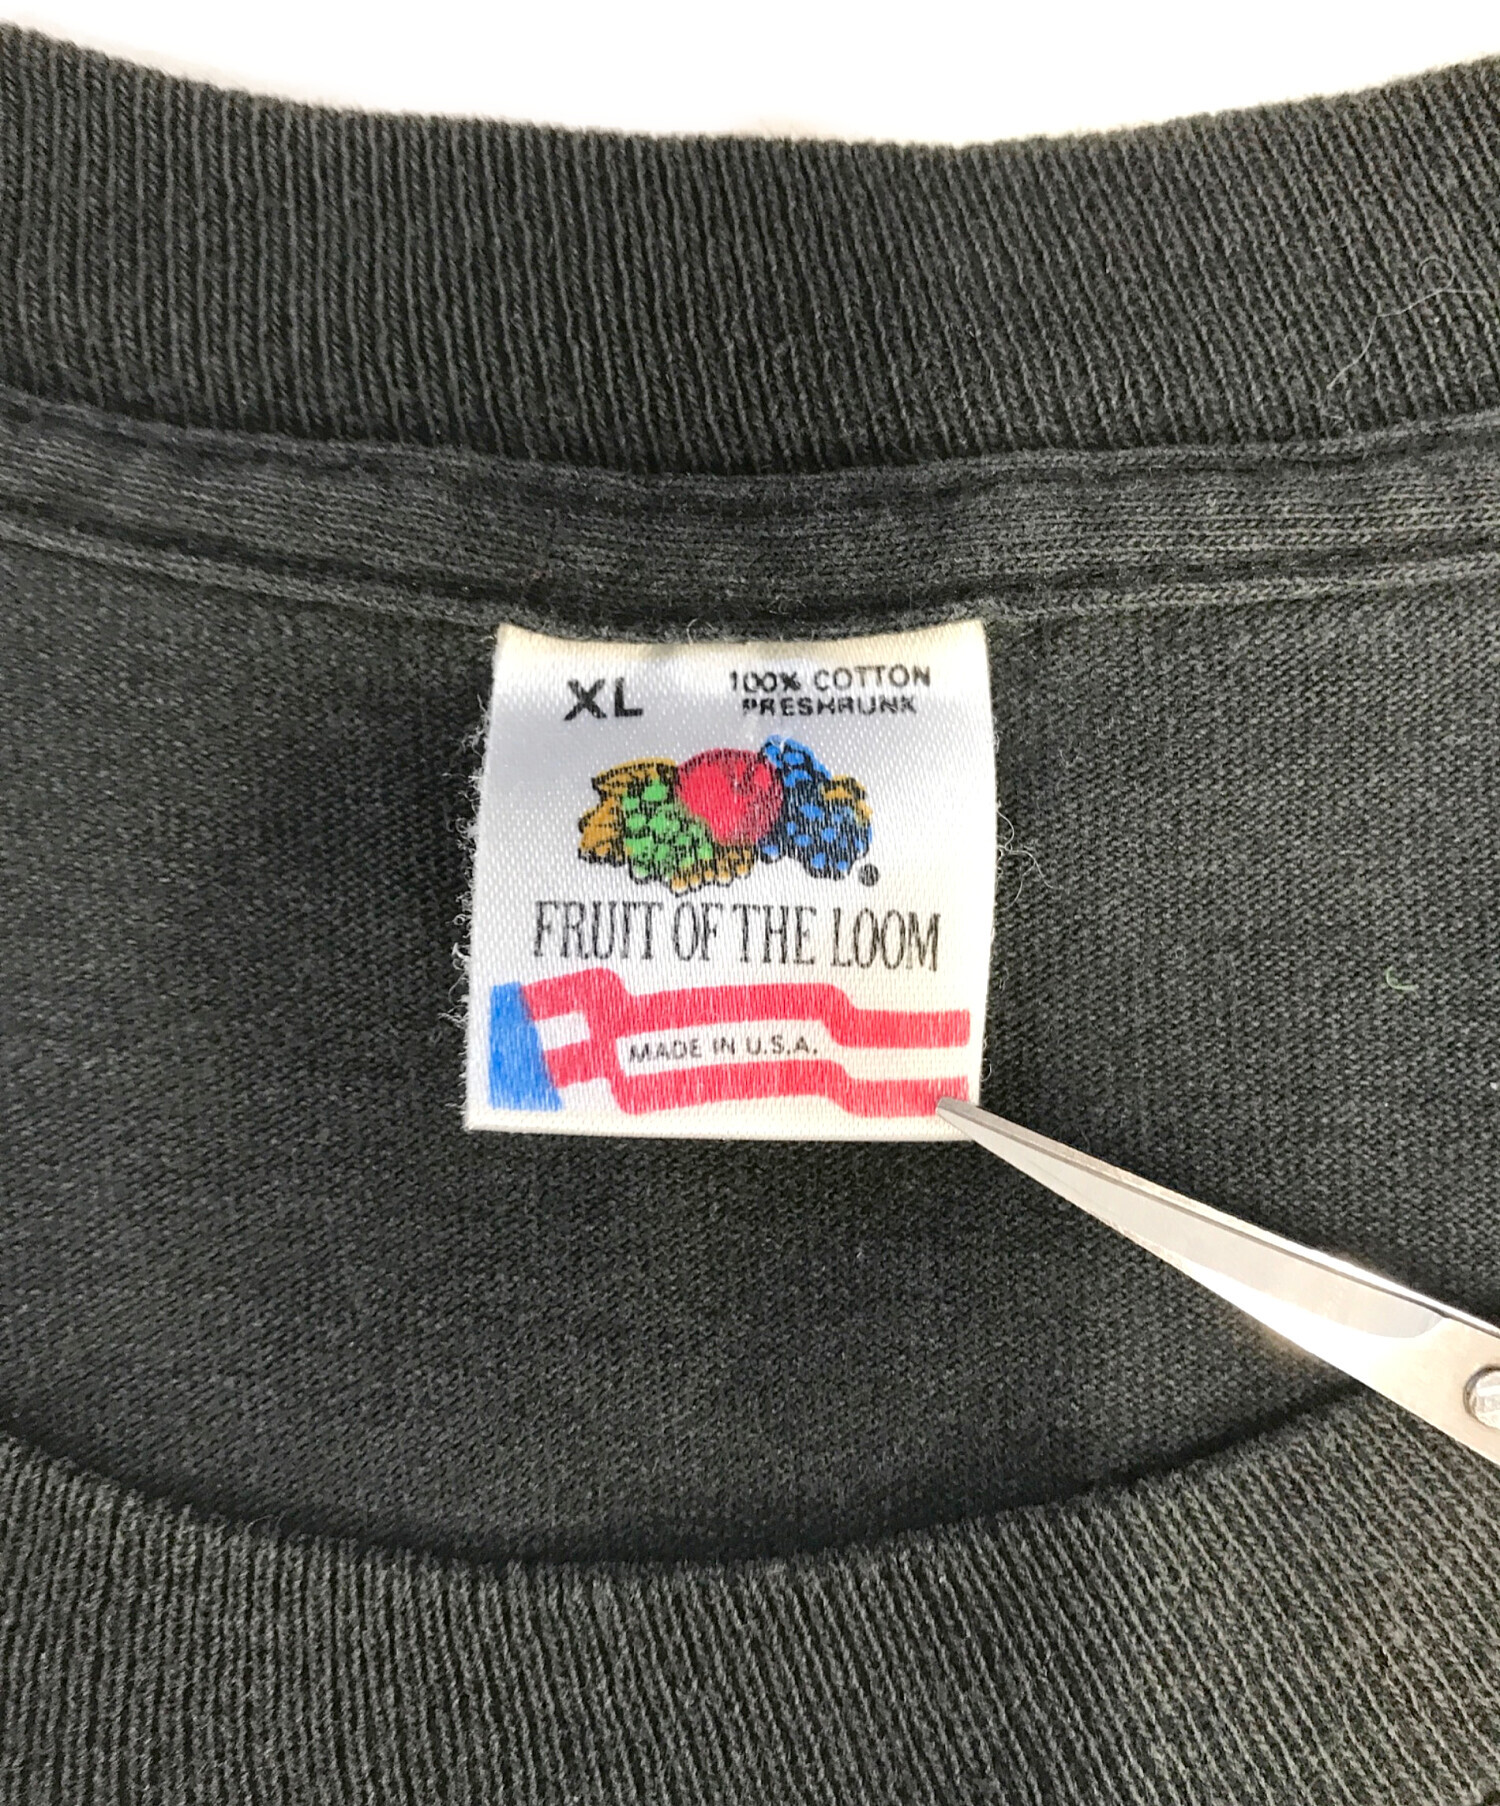 XL
100% COTTON
PRESHRUNK
FRUIT OF THE LOOM
MADE IN U.S.A.